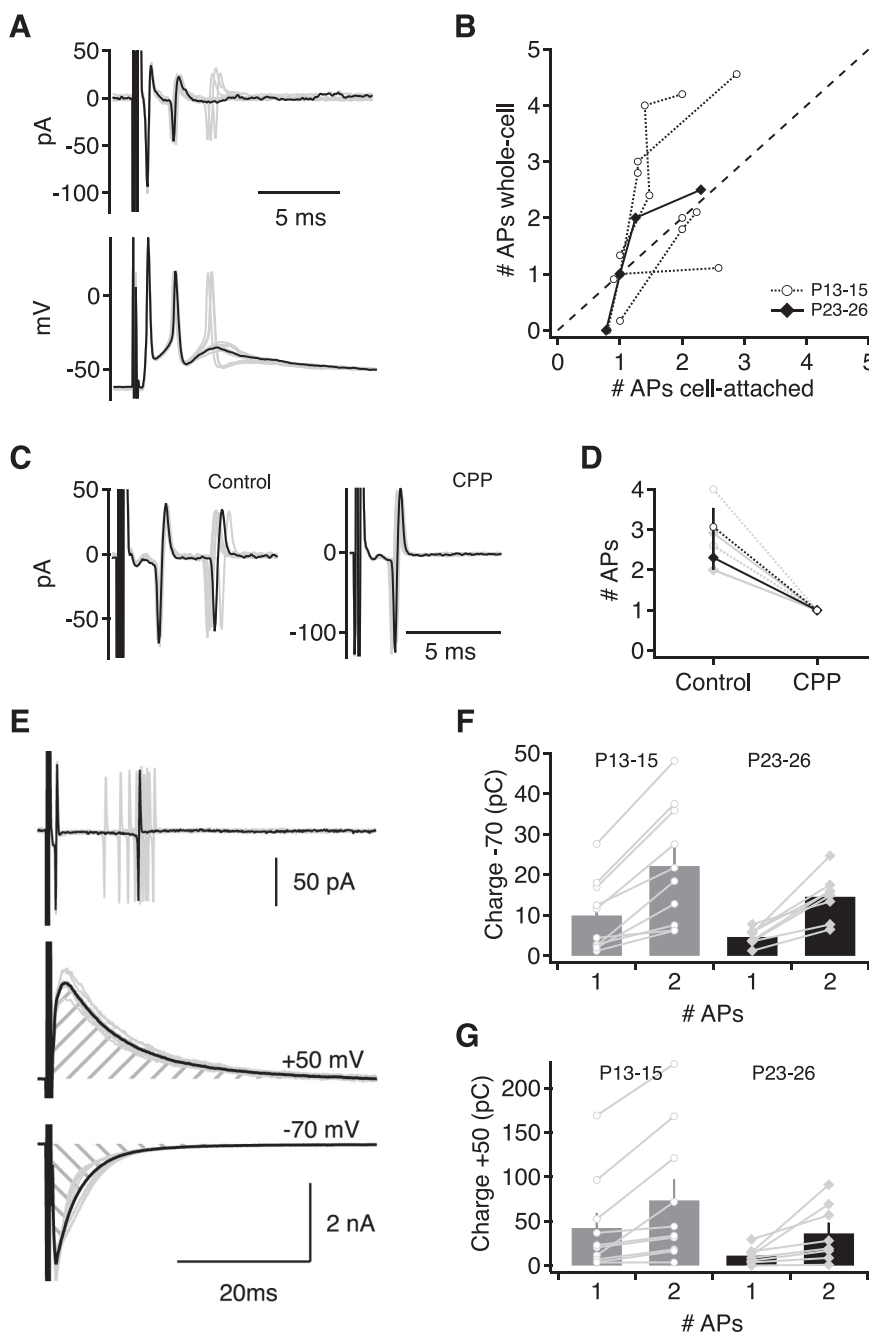 A
50
0
-50
-100
pA
5 ms
0
-50
mV
B
5
4
3
2
1
0
# APs whole-cell
P13-15
P23-26
0 1 2 3 4 5
# APs cell-attached
C
Control
CPP
50
0
-50
pA
0
-100
5 ms
D
4
3
2
1
0
# APs
Control CPP
E
50 pA
+50 mV
-70 mV
2 nA
20ms
F
P13-15 P23-26
50
40
30
20
10
0
Charge -70 (pC)
1 2 1 2
# APs
G
P13-15 P23-26
200
150
100
50
0
Charge +50 (pC)
1 2 1 2
# APs